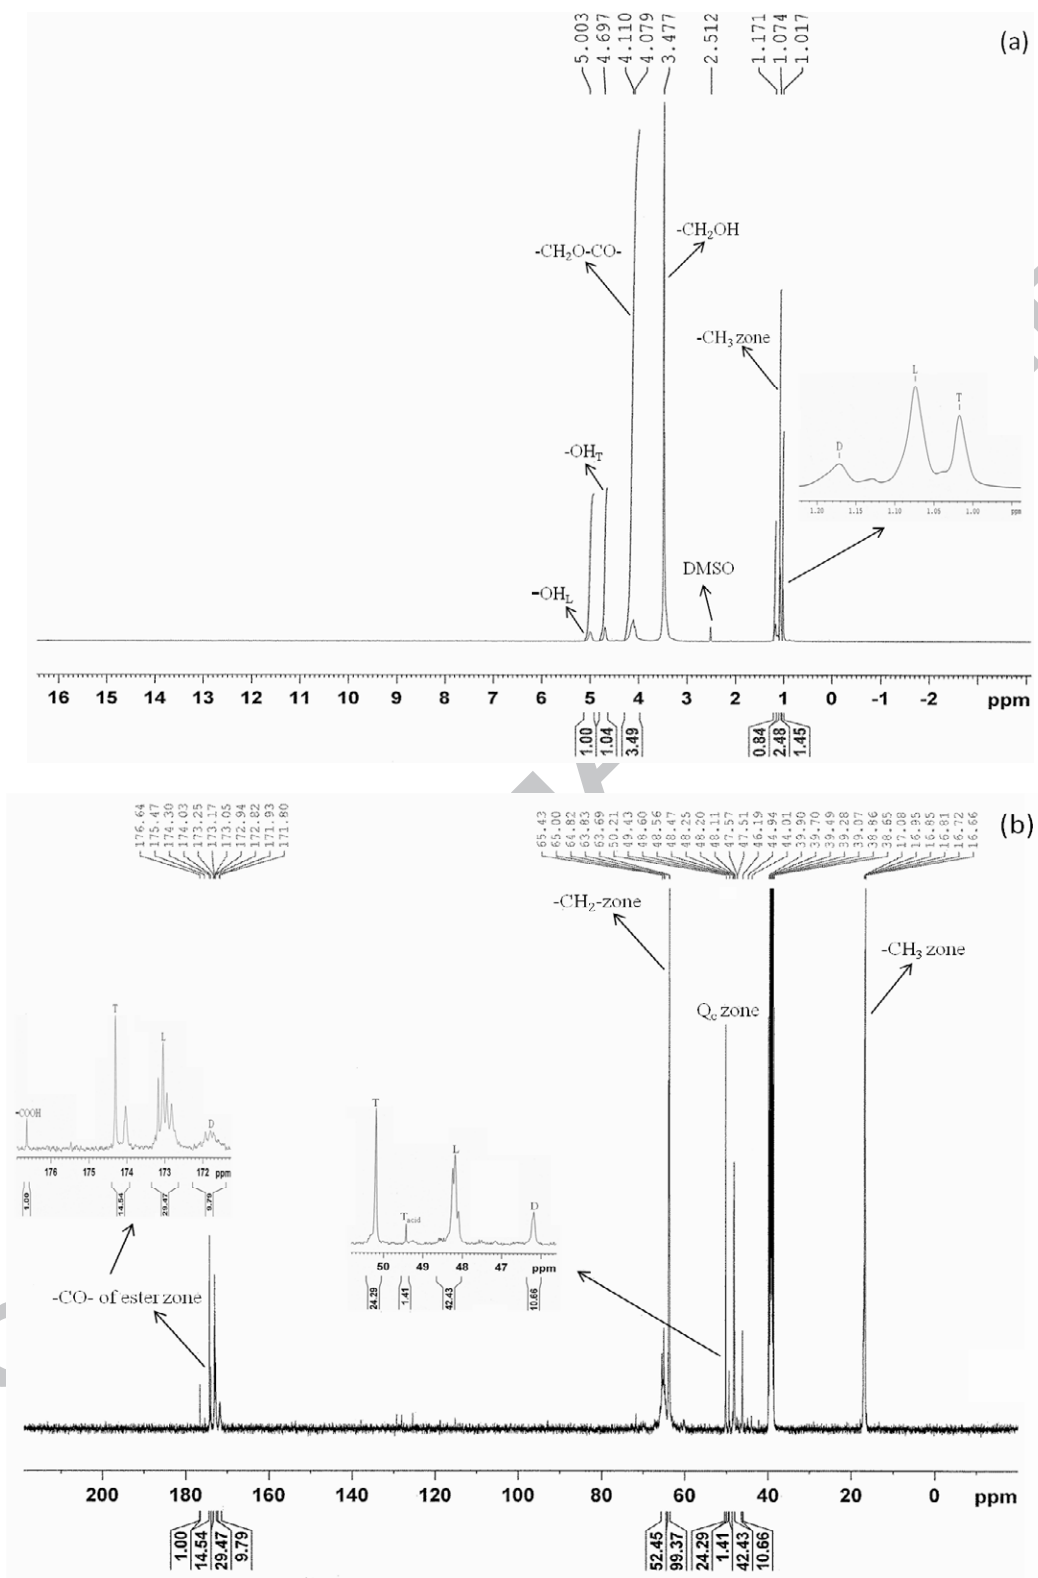 5.003
4.697
4.110
4.079
3.477
2.512
1.171
1.074
1.017
(a)
-CH₂OH
-CH₂O-CO-
-CH₃ zone
L
T
D
-OH_T
1.20 1.15 1.10 1.05 1.00 ppm
DMSO
-OH_L
16 15 14 13 12 11 10 9 8 7 6 5 4 3 2 1 0 -1 -2 ppm
1.00
1.04
3.49
0.84
2.48
1.45
176.64
175.47
174.30
174.03
173.25
173.17
173.05
172.94
172.82
171.93
171.80
65.43
65.00
64.82
63.83
63.69
50.21
49.43
48.60
48.56
48.47
48.25
48.20
48.11
47.57
47.51
46.19
44.94
44.01
39.90
39.70
39.49
39.28
39.07
38.86
38.65
17.08
16.95
16.85
16.81
16.72
16.66
(b)
-CH₂-zone
-CH₃ zone
Q_c zone
T
L
-COOH
D
176 175 174 173 172 ppm
1.00
14.54
29.47
9.79
T
L
T_acid
D
50 49 48 47 ppm
24.29
1.41
42.43
10.66
-CO- of ester zone
200 180 160 140 120 100 80 60 40 20 0 ppm
1.00
14.54
29.47
9.79
52.45
99.37
24.29
1.41
42.43
10.66